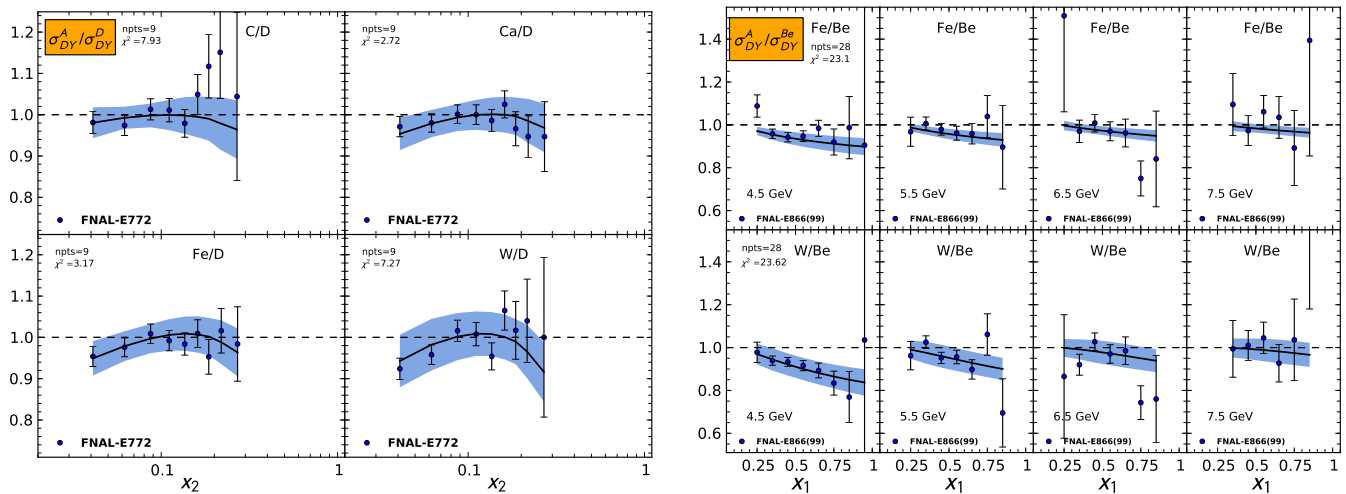 σ^A_DY/σ^D_DY
npts=9
χ² =7.93
C/D
FNAL-E772
npts=9
χ² =2.72
Ca/D
FNAL-E772
1.2
1.1
1.0
0.9
0.8
npts=9
χ² =3.17
Fe/D
FNAL-E772
npts=9
χ² =7.27
W/D
FNAL-E772
1.2
1.1
1.0
0.9
0.8
0.1
1
0.1
1
x₂
x₂
σ^A_DY/σ^Be_DY
Fe/Be
npts=28
χ² =23.1
4.5 GeV
FNAL-E866(99)
Fe/Be
5.5 GeV
FNAL-E866(99)
Fe/Be
6.5 GeV
FNAL-E866(99)
Fe/Be
7.5 GeV
FNAL-E866(99)
1.4
1.2
1.0
0.8
0.6
npts=28
χ² =23.62
W/Be
4.5 GeV
FNAL-E866(99)
W/Be
5.5 GeV
FNAL-E866(99)
W/Be
6.5 GeV
FNAL-E866(99)
W/Be
7.5 GeV
FNAL-E866(99)
1.4
1.2
1.0
0.8
0.6
0.25 0.5 0.75 1
0.25 0.5 0.75 1
0.25 0.5 0.75 1
0.25 0.5 0.75 1
x₁
x₁
x₁
x₁